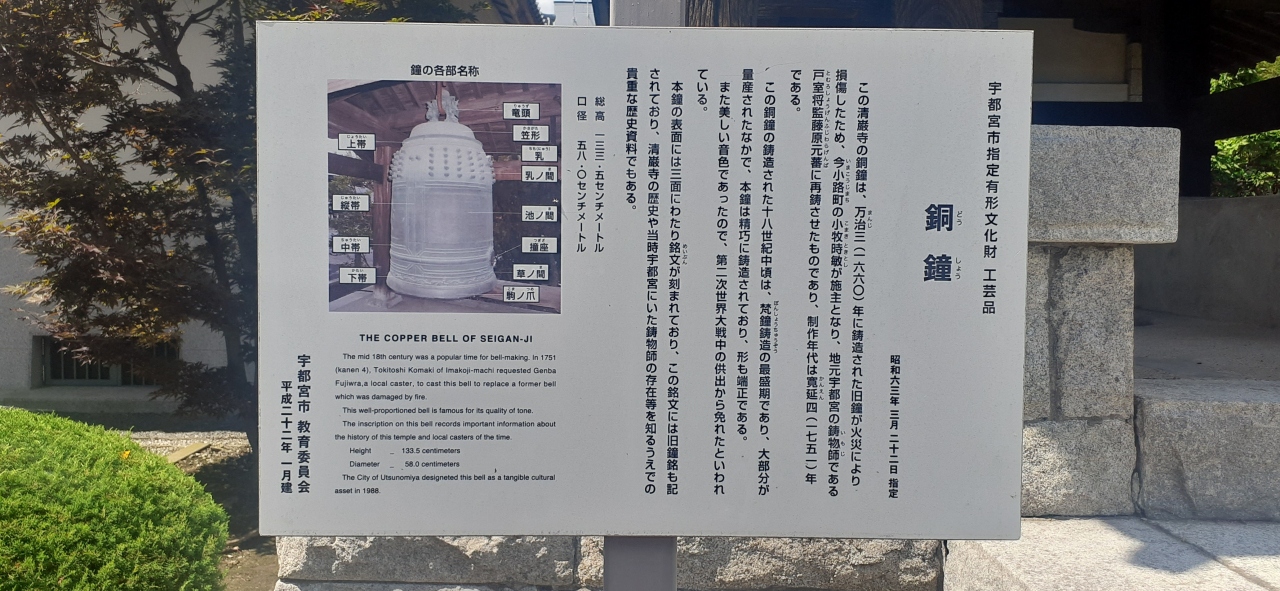 宇都宮市指定有形文化財 工芸品
銅鐘
どう しょう
昭和六三年 三月 二十二日 指定
この清巌寺の銅鐘は、万治三(一六六〇)年に鋳造された旧鐘が火災により
損傷したため、今小路町の小牧時敏が施主となり、地元宇都宮の鋳物師である
戸室将監藤原元蕃に再鋳させたものであり、制作年代は寛延四(一七五一)年
である。
この銅鐘の鋳造された十八世紀中頃は、梵鐘鋳造の最盛期であり、大部分が
量産されたなかで、本鐘は精巧に鋳造されており、形も端正である。
また美しい音色であったので、第二次世界大戦中の供出から免れたといわれ
ている。
本鐘の表面には三面にわたり銘文が刻まれており、この銘文には旧鐘銘も記
されており、清巌寺の歴史や当時宇都宮にいた鋳物師の存在等を知るうえでの
貴重な歴史資料でもある。
総高 一三三・五センチメートル
口径 五八・〇センチメートル
鐘の各部名称
竜頭
笠形
乳
乳ノ間
池ノ間
撞座
草ノ間
駒ノ爪
上帯
縦帯
中帯
下帯
THE COPPER BELL OF SEIGAN-JI
The mid 18th century was a popular time for bell-making. In 1751
(kanen 4), Tokitoshi Komaki of Imakoji-machi requested Genba
Fujiwra,a local caster, to cast this bell to replace a former bell
which was damaged by fire.
This well-proportioned bell is famous for its quality of tone.
The inscription on this bell records important information about
the history of this temple and local casters of the time.
Height – 133.5 centimeters
Diameter – 58.0 centimeters
The City of Utsunomiya designeted this bell as a tangible cultural
asset in 1988.
宇都宮市 教育委員会
平成二十二年 一月建